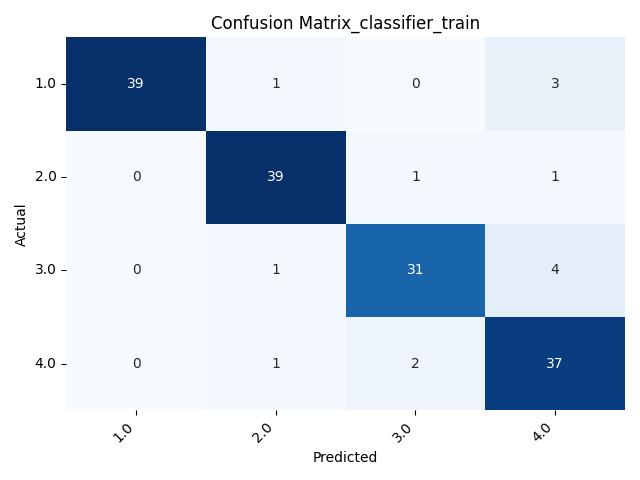 Confusion Matrix_classifier_train
Actual
1.0 39 1 0 3
2.0 0 39 1 1
3.0 0 1 31 4
4.0 0 1 2 37
1.0 2.0 3.0 4.0
Predicted